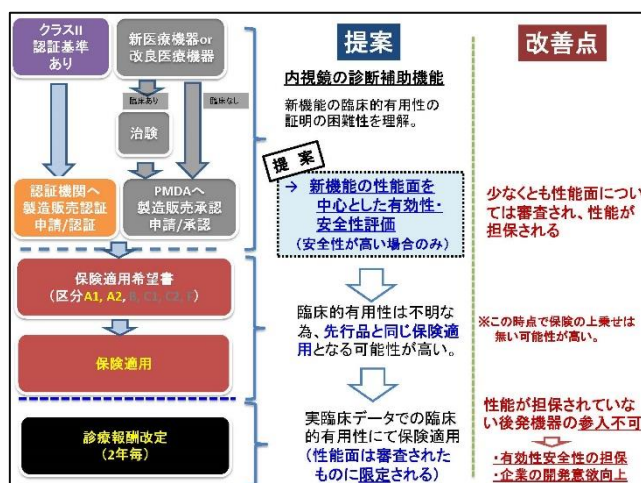 クラスII
認証基準
あり
新医療機器or
改良医療機器
臨床あり
臨床なし
治験
認証機関へ
製造販売認証
申請/認証
PMDAへ
製造販売承認
申請/承認
保険適用希望書
(区分A1, A2, B, C1, C2, F)
保険適用
診療報酬改定
(2年毎)
提案
内視鏡の診断補助機能
新機能の臨床的有用性の
証明の困難性を理解。
提 案
→ 新機能の性能面を
中心とした有効性・
安全性評価
(安全性が高い場合のみ)
臨床的有用性は不明な
為、先行品と同じ保険適
用となる可能性が高い。
実臨床データでの臨床
的有用性にて保険適用
(性能面は審査された
ものに限定される)
改善点
少なくとも性能面につい
ては審査され、性能が
担保される
※この時点で保険の上乗せは
無い可能性が高い。
性能が担保されていな
い後発機器の参入不可
・有効性安全性の担保
・企業の開発意欲向上